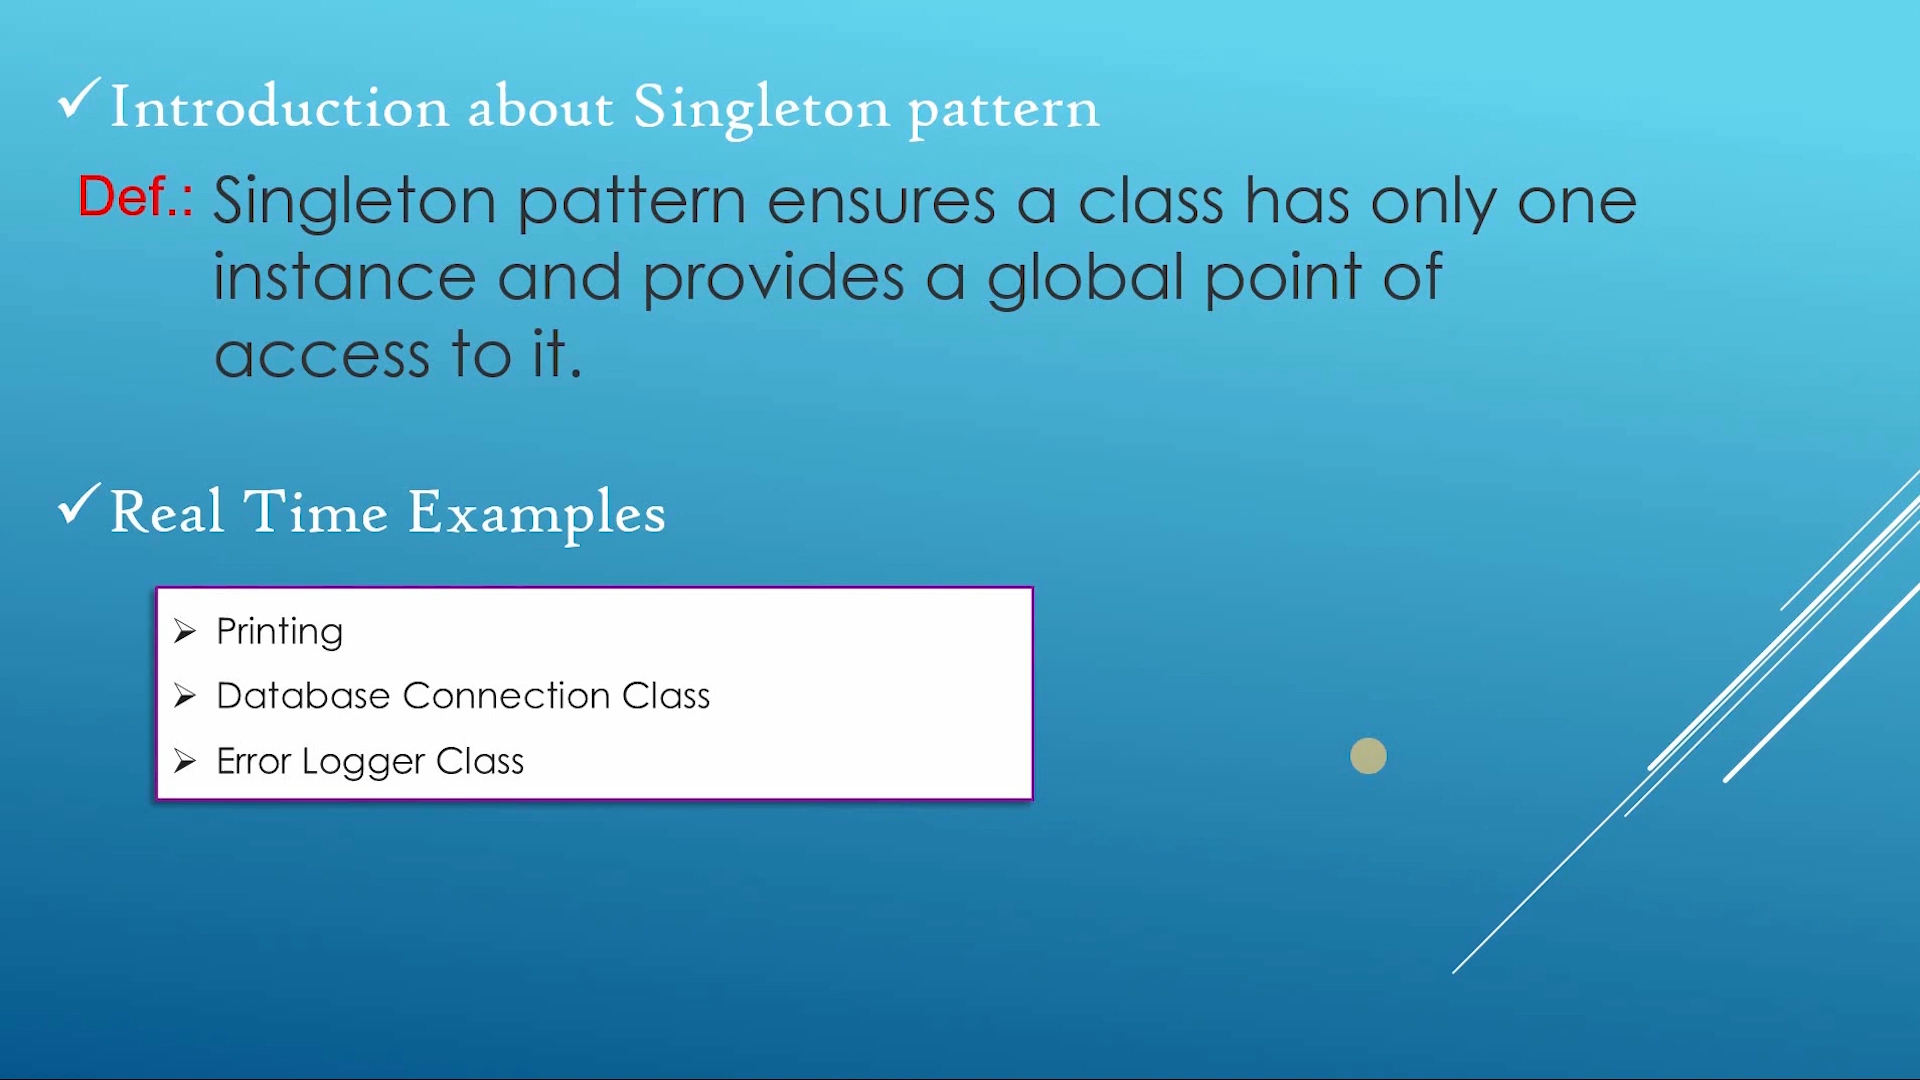 Introduction about Singleton pattern
Def.: Singleton pattern ensures a class has only one
instance and provides a global point of
access to it.
Real Time Examples
Printing
Database Connection Class
Error Logger Class